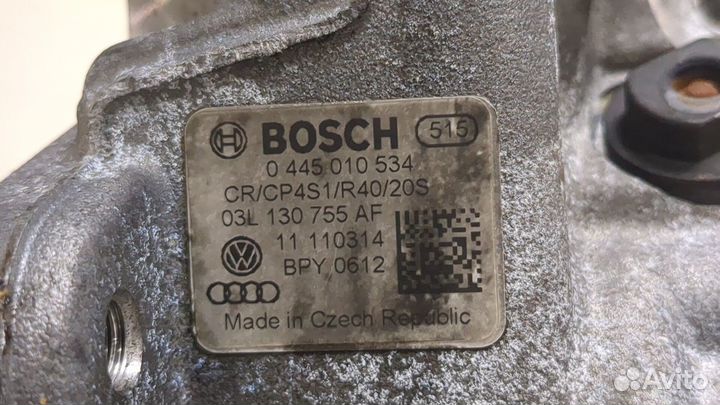 BOSCH 515
0 445 010 534
CR/CP4S1/R40/20S
03L 130 755 AF
11 110314
BPY 0612
Made in Czech Republic
Avito